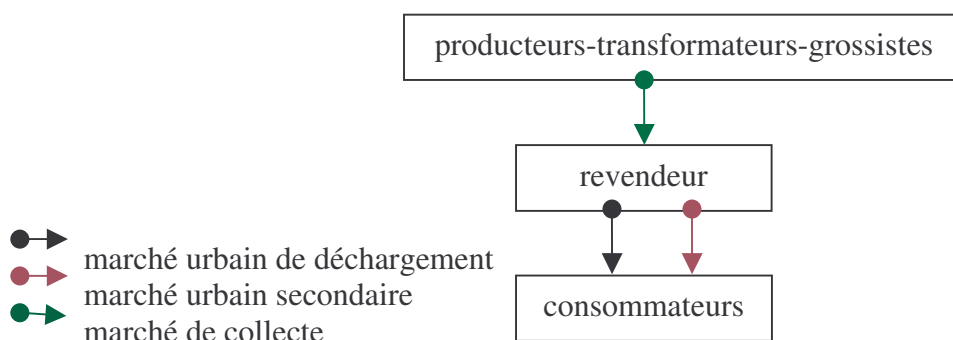 producteurs-transformateurs-grossistes
revendeur
marché urbain de déchargement
marché urbain secondaire
consommateurs
marché de collecte